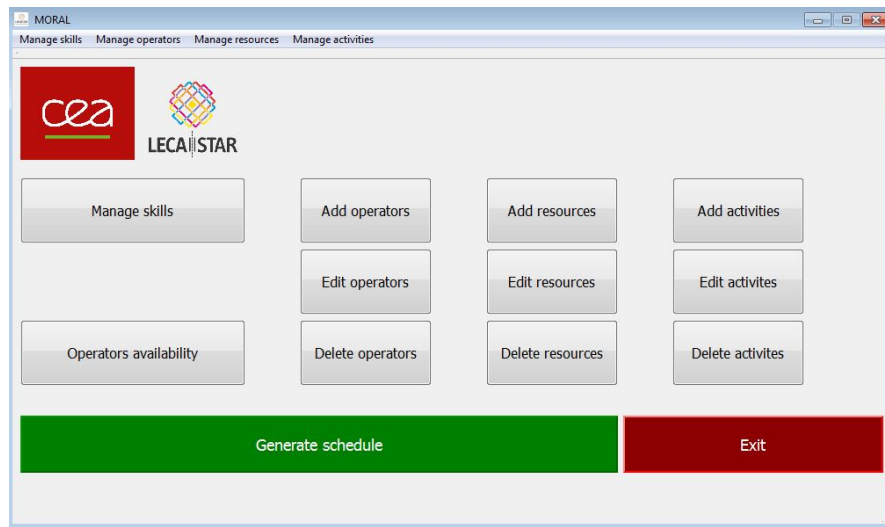 MORAL
Manage skills Manage operators Manage resources Manage activities
cea
LECA STAR
Manage skills Add operators Add resources Add activities
Edit operators Edit resources Edit activites
Operators availability Delete operators Delete resources Delete activites
Generate schedule Exit